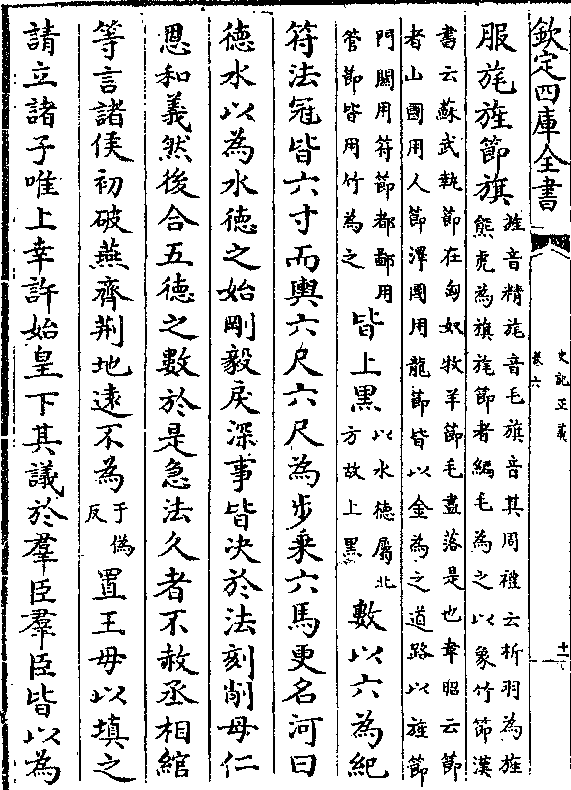 欽定四庫全書
史記正義
卷六
十一
服旄旌節旗
旌音精旄音毛旗音其周禮云析羽為旌
熊虎為旗旄節者編毛為之以象竹節漢
書云蘇武執節在匈奴牧羊節毛盡落是也韋昭云節
者山國用人節澤國用龍節皆以金為之道路以旌節
門關用符節都鄙用
管節皆用竹為之
皆上黑
以水德屬北
方故上黑
數以六為紀
符法冠皆六寸而輿六尺六尺為步乘六馬更名河曰
德水以為水德之始剛毅戾深事皆決於法刻削毋仁
恩和義然後合五德之數於是急法久者不赦丞相綰
等言諸侯初破燕齊荆地逺不為
于偽
反
置王毋以填之
請立諸子唯上幸許始皇下其議於羣臣羣臣皆以為